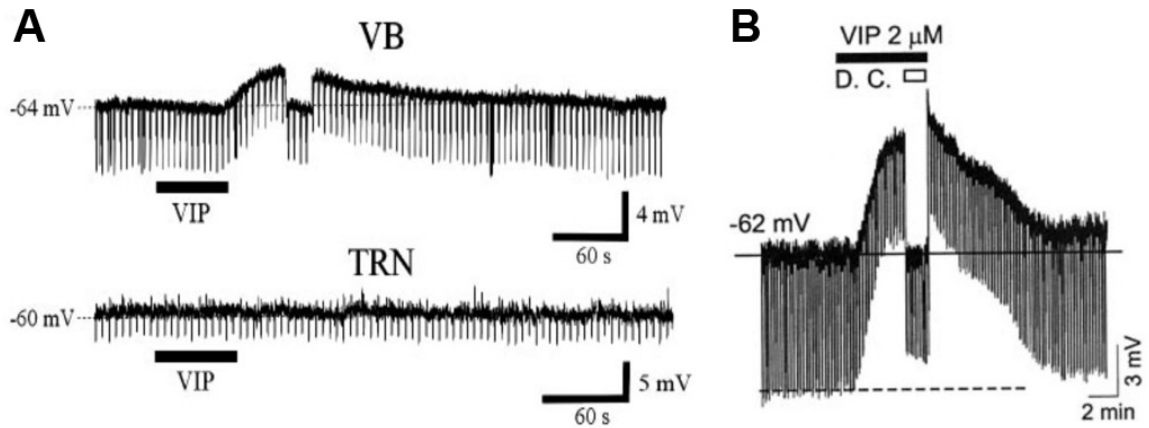 A
VB
-64 mV
VIP
4 mV
60 s
TRN
-60 mV
VIP
5 mV
60 s
B
VIP 2 μM
D. C.
-62 mV
3 mV
2 min